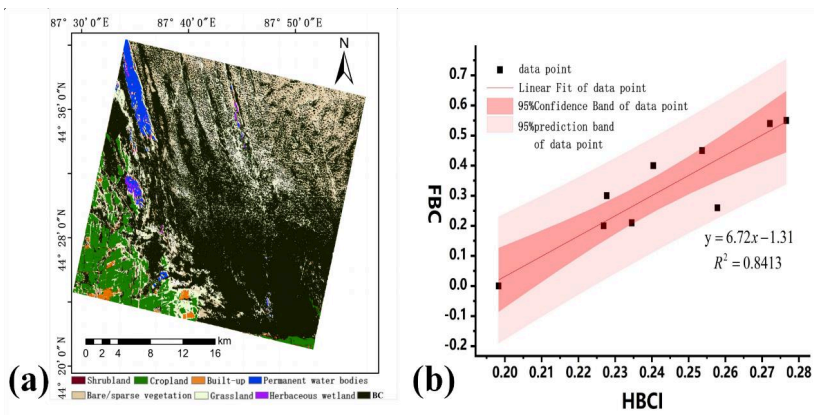 87° 30′0″E 87° 40′0″E 87° 50′0″E
N
44° 36′0″N
44° 28′0″N
44° 20′0″N
0 2 4 8 12 16 km
Shrubland Cropland Built-up Permanent water bodies
Bare/sparse vegetation Grassland Herbaceous wetland BC
(a)
data point
Linear Fit of data point
95%Confidence Band of data point
95%prediction band
of data point
FBC
0.7
0.6
0.5
0.4
0.3
0.2
0.1
0.0
-0.1
-0.2
y = 6.72x −1.31
R² = 0.8413
0.20 0.21 0.22 0.23 0.24 0.25 0.26 0.27 0.28
HBCI
(b)